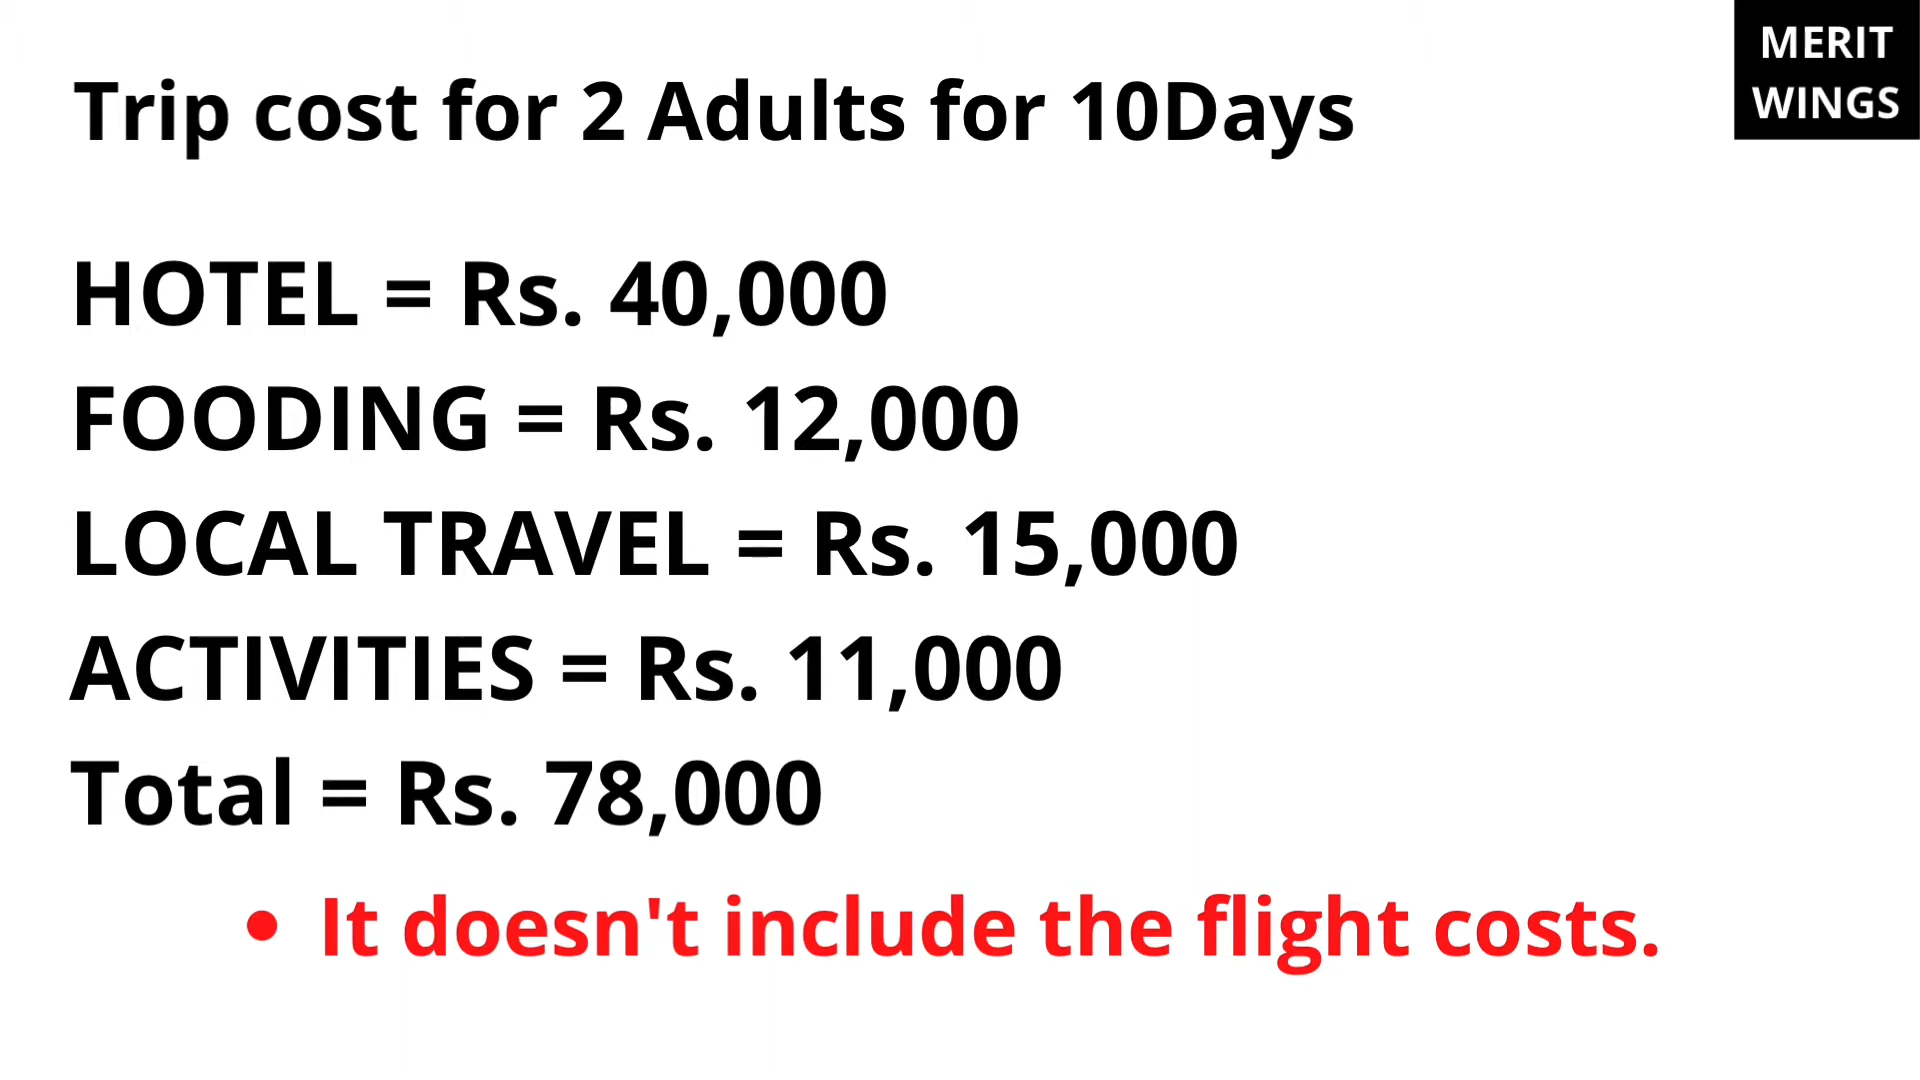 MERIT
WINGS
Trip cost for 2 Adults for 10Days
HOTEL = Rs. 40,000
FOODING = Rs. 12,000
LOCAL TRAVEL = Rs. 15,000
ACTIVITIES = Rs. 11,000
Total = Rs. 78,000
• It doesn't include the flight costs.